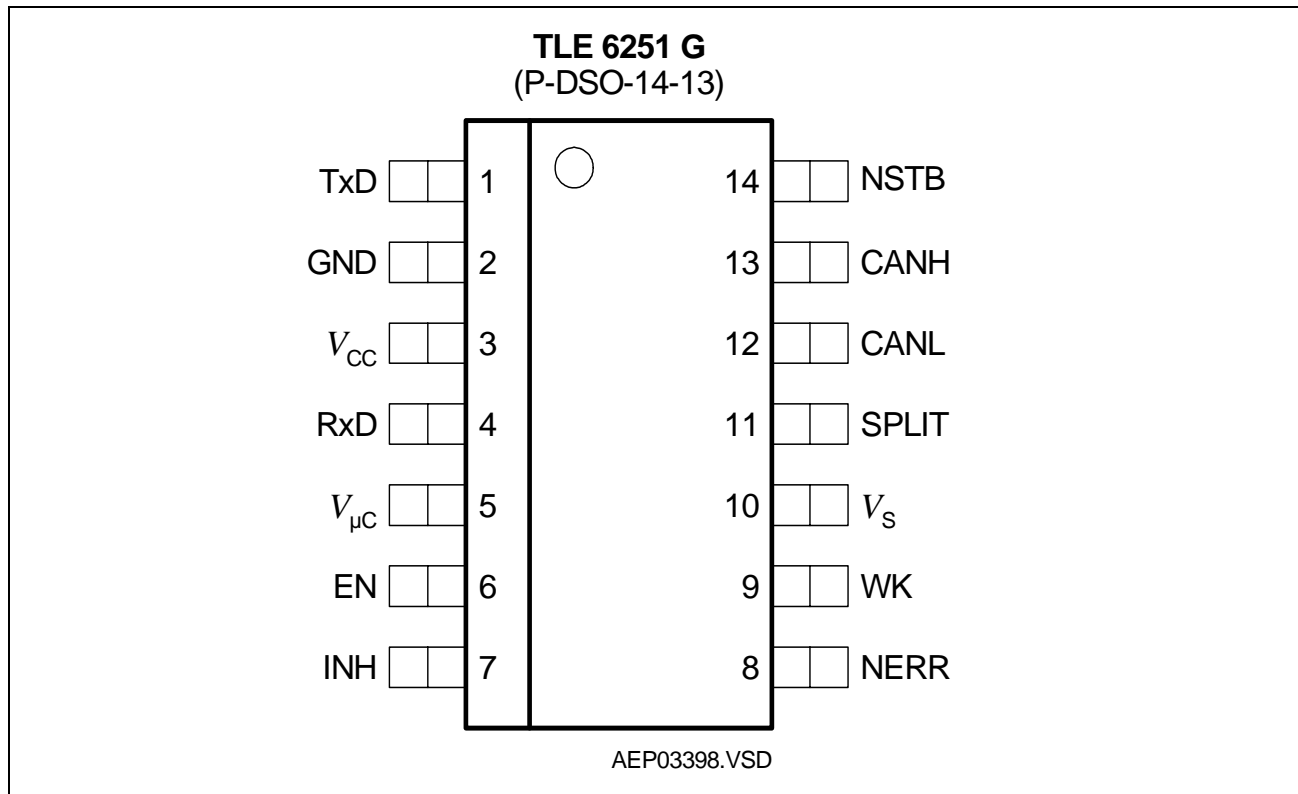 TLE 6251 G
(P-DSO-14-13)
TxD 1 14 NSTB
GND 2 13 CANH
VCC 3 12 CANL
RxD 4 11 SPLIT
VµC 5 10 VS
EN 6 9 WK
INH 7 8 NERR
AEP03398.VSD